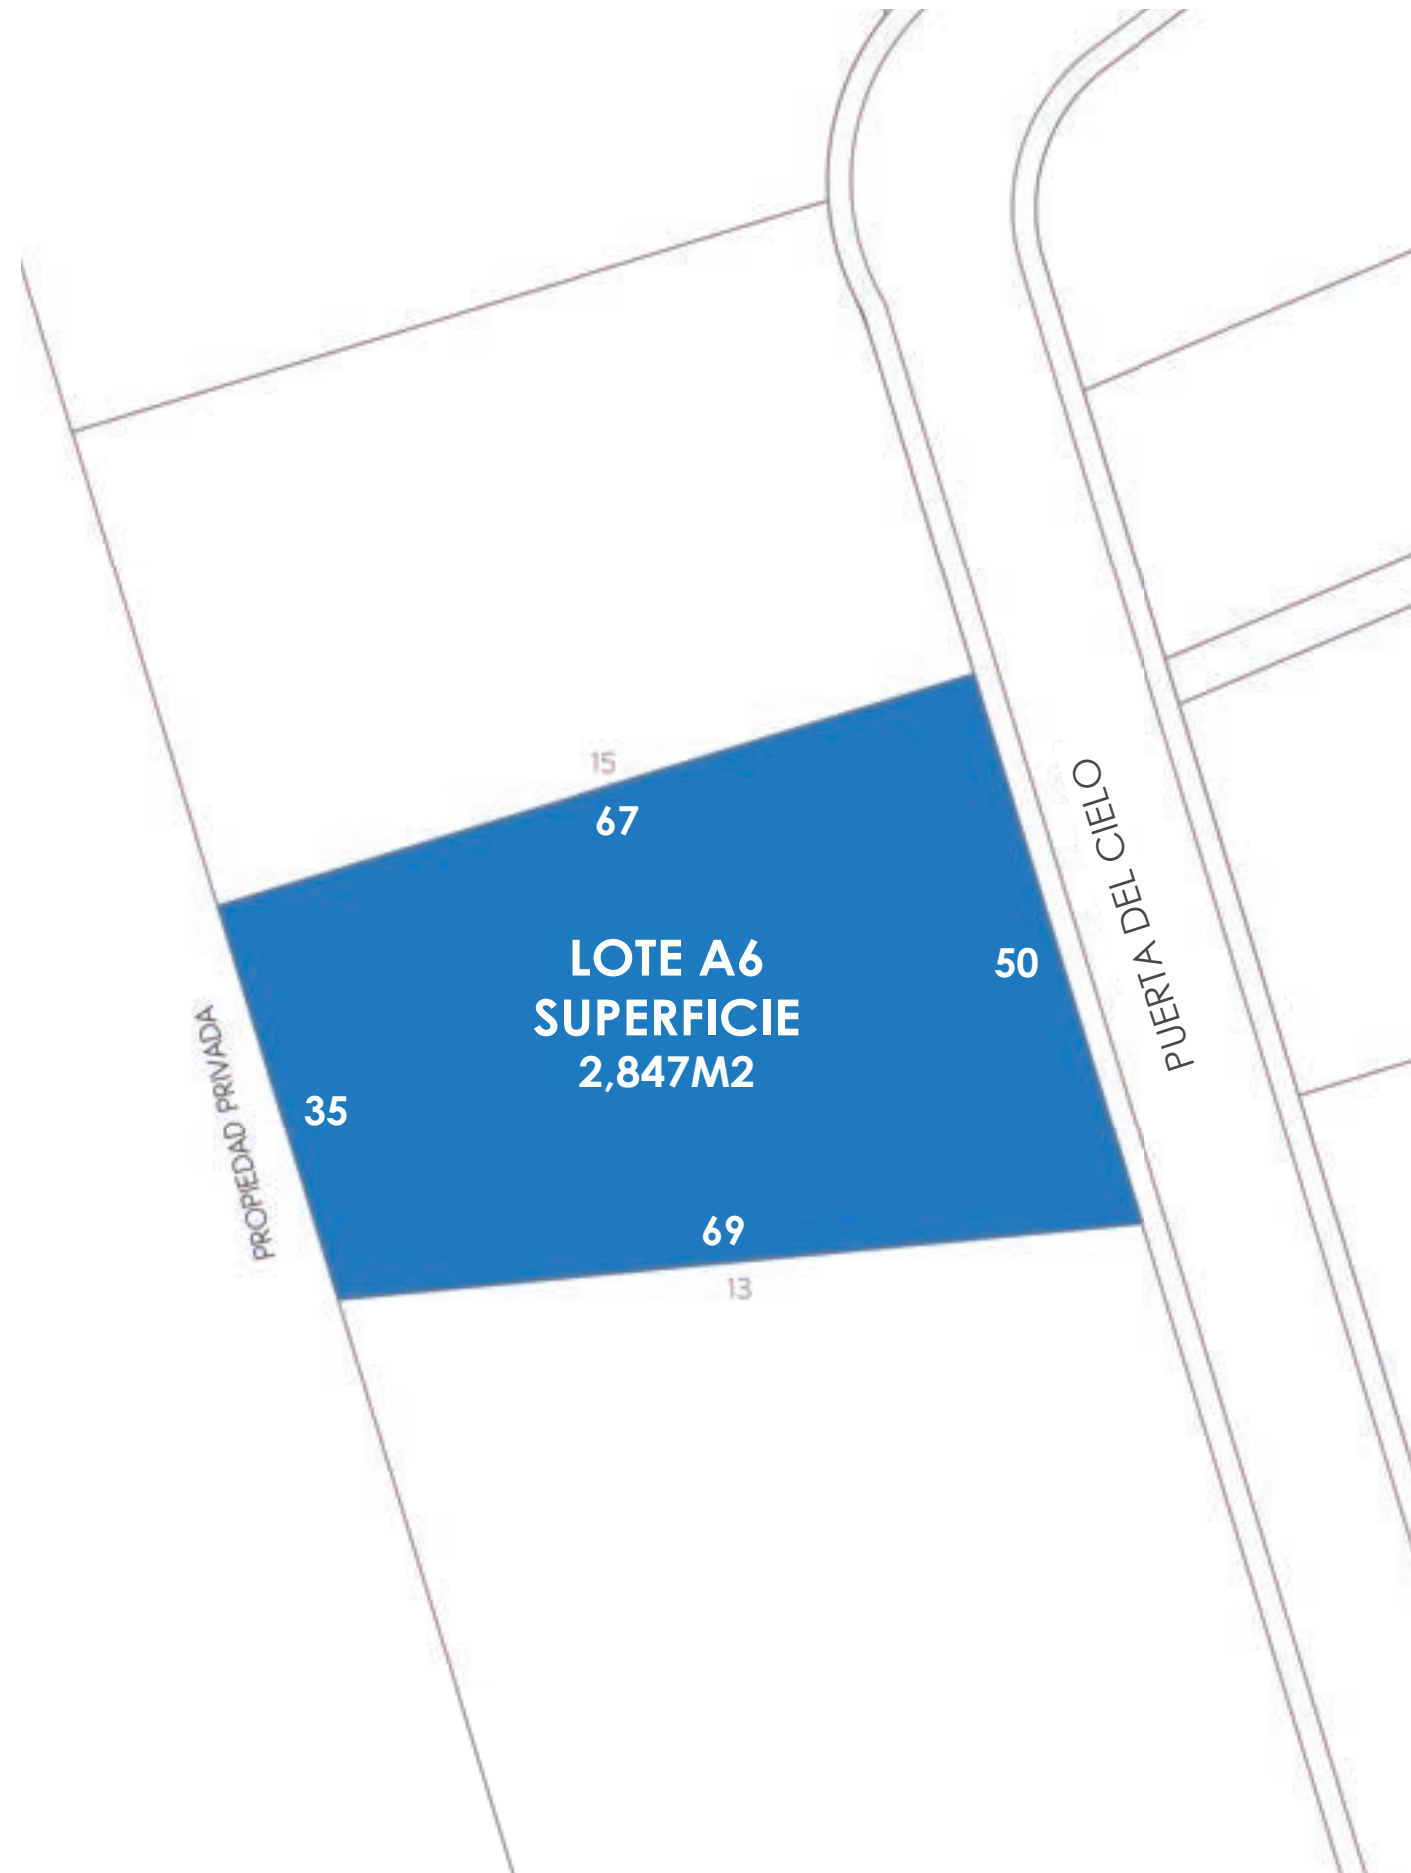 15
67
PUERTA DEL CIELO
LOTE A6
SUPERFICIE
2,847M2
50
PROPIEDAD PRIVADA
35
69
13